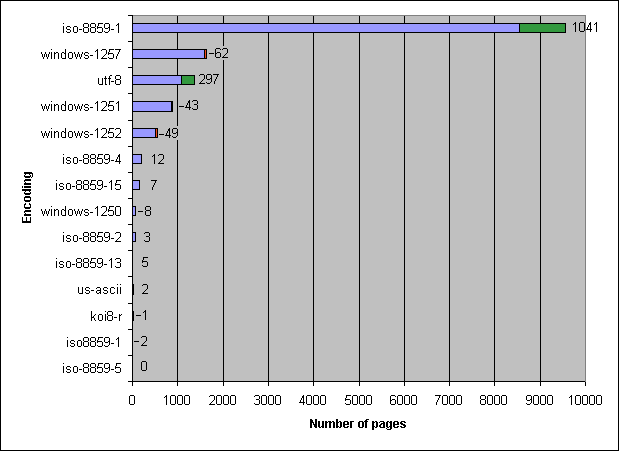 iso-8859-1 1041
windows-1257 -62
utf-8 297
windows-1251 -43
windows-1252 -49
iso-8859-4 12
iso-8859-15 7
windows-1250 -8
iso-8859-2 3
iso-8859-13 5
us-ascii 2
koi8-r -1
iso8859-1 -2
iso-8859-5 0
Encoding
0 1000 2000 3000 4000 5000 6000 7000 8000 9000 10000
Number of pages